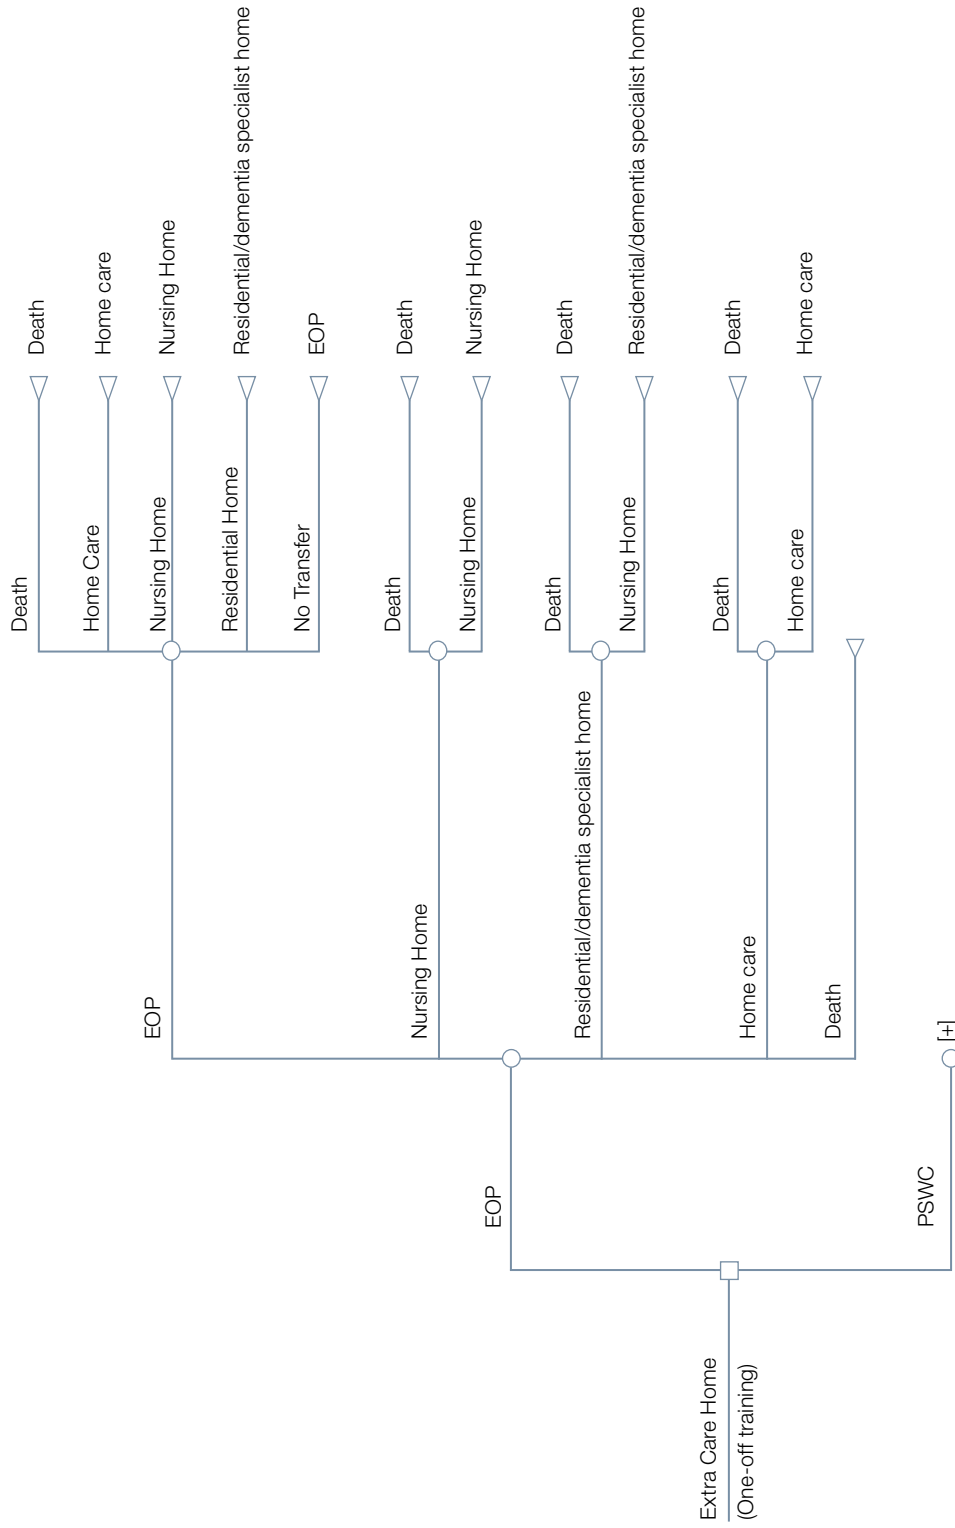 Extra Care Home
(One-off training)
EOP
PSWC
[+]
EOP
Nursing Home
Residential/dementia specialist home
Home care
Death
Death
Home Care
Nursing Home
Residential Home
No Transfer
Death
Nursing Home
Death
Nursing Home
Death
Home care
Death
Home care
Nursing Home
Residential/dementia specialist home
EOP
Death
Nursing Home
Death
Residential/dementia specialist home
Death
Home care